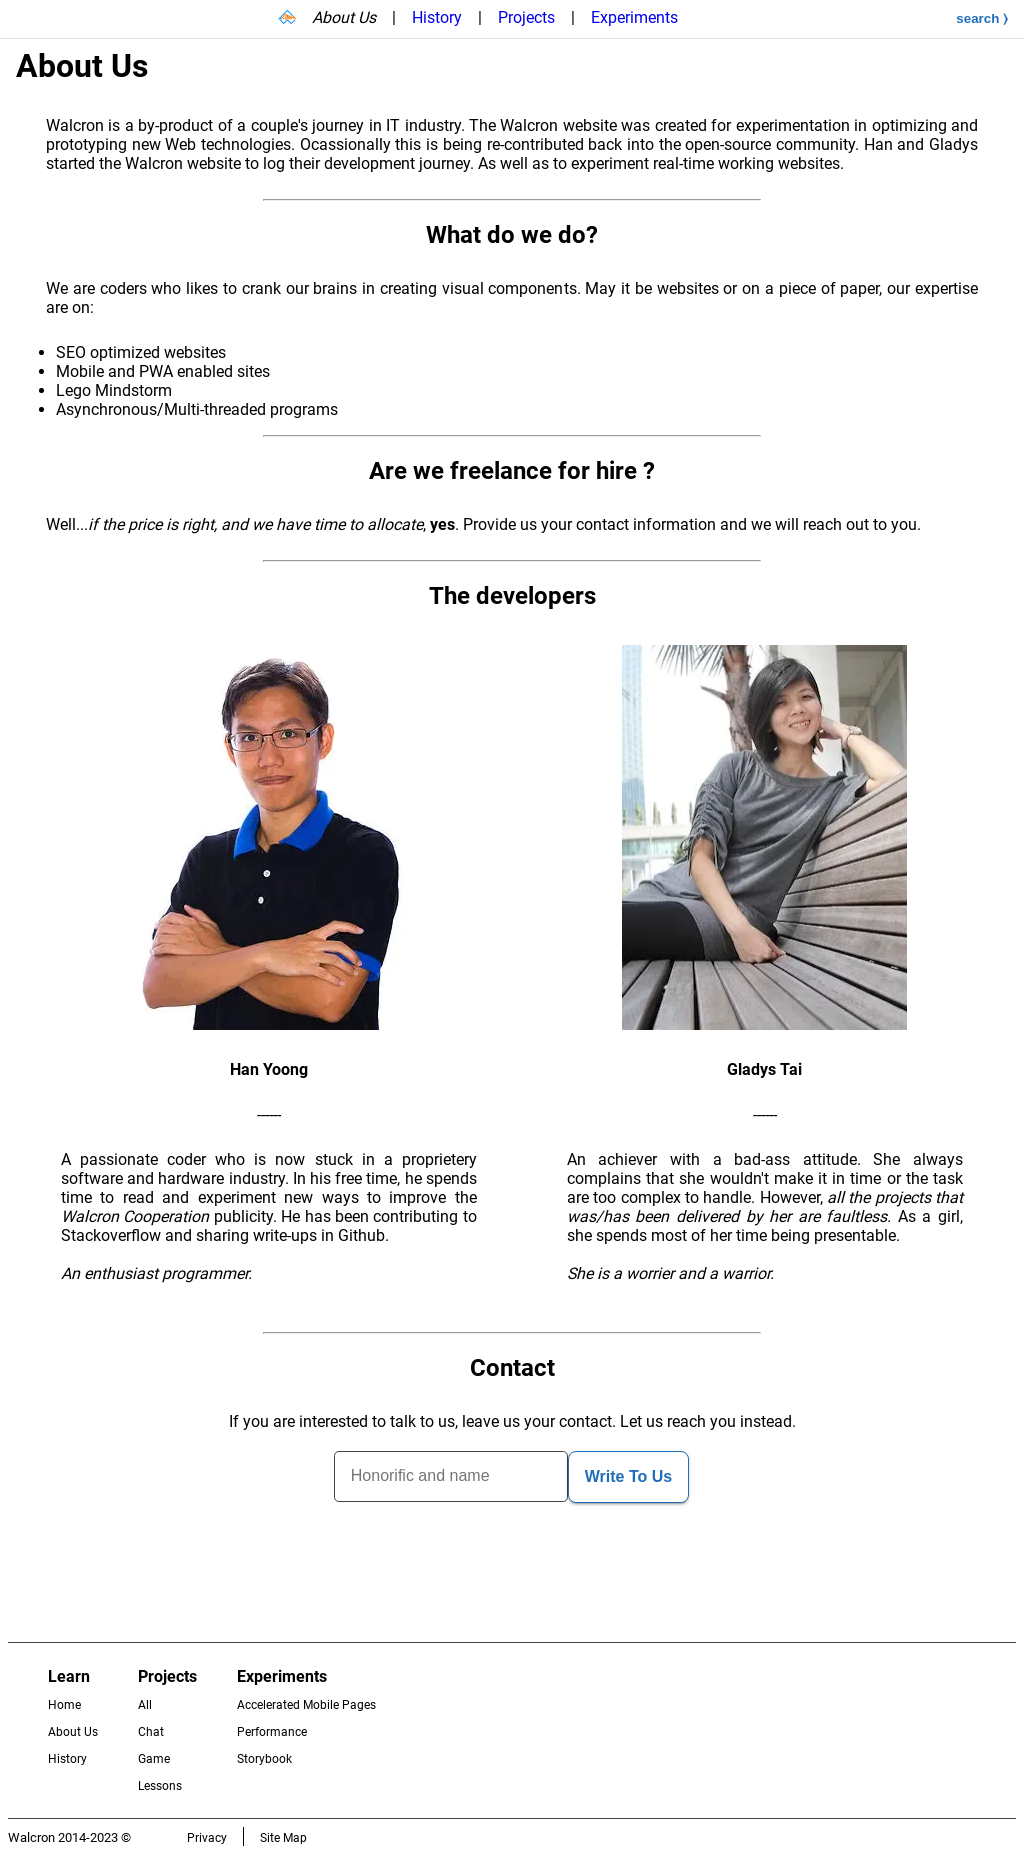 About Us | History | Projects | Experiments search ⟩
About Us
Walcron is a by-product of a couple's journey in IT industry. The Walcron website was created for experimentation in optimizing and
prototyping new Web technologies. Ocassionally this is being re-contributed back into the open-source community. Han and Gladys
started the Walcron website to log their development journey. As well as to experiment real-time working websites.
What do we do?
We are coders who likes to crank our brains in creating visual components. May it be websites or on a piece of paper, our expertise
are on:
• SEO optimized websites
• Mobile and PWA enabled sites
• Lego Mindstorm
• Asynchronous/Multi-threaded programs
Are we freelance for hire ?
Well...if the price is right, and we have time to allocate, yes. Provide us your contact information and we will reach out to you.
The developers
Han Yoong
------
A passionate coder who is now stuck in a proprietery
software and hardware industry. In his free time, he spends
time to read and experiment new ways to improve the
Walcron Cooperation publicity. He has been contributing to
Stackoverflow and sharing write-ups in Github.
An enthusiast programmer.
Gladys Tai
------
An achiever with a bad-ass attitude. She always
complains that she wouldn't make it in time or the task
are too complex to handle. However, all the projects that
was/has been delivered by her are faultless. As a girl,
she spends most of her time being presentable.
She is a worrier and a warrior.
Contact
If you are interested to talk to us, leave us your contact. Let us reach you instead.
Honorific and name Write To Us
Learn
Home
About Us
History
Projects
All
Chat
Game
Lessons
Experiments
Accelerated Mobile Pages
Performance
Storybook
Walcron 2014-2023 © Privacy Site Map